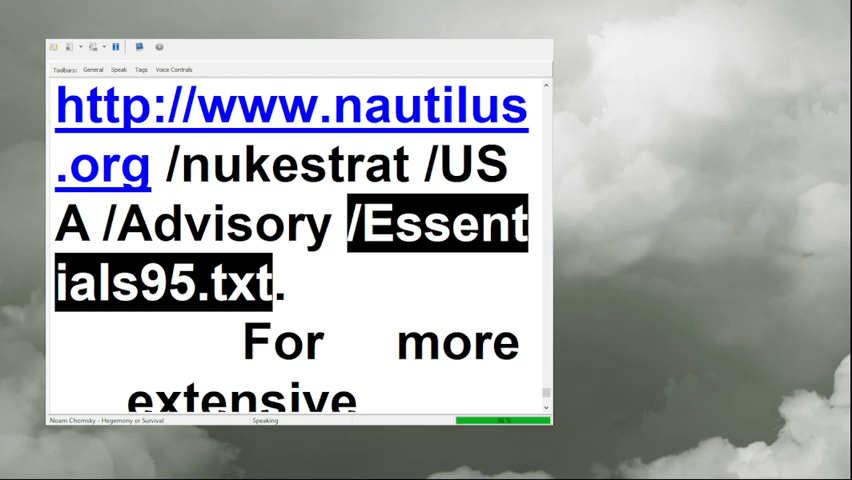 Toolbars: General Speak Tags Voice Controls
http://www.nautilus
.org /nukestrat /US
A /Advisory /Essent
ials95.txt.
For more
extensive
Noam Chomsky - Hegemony or Survival Speaking